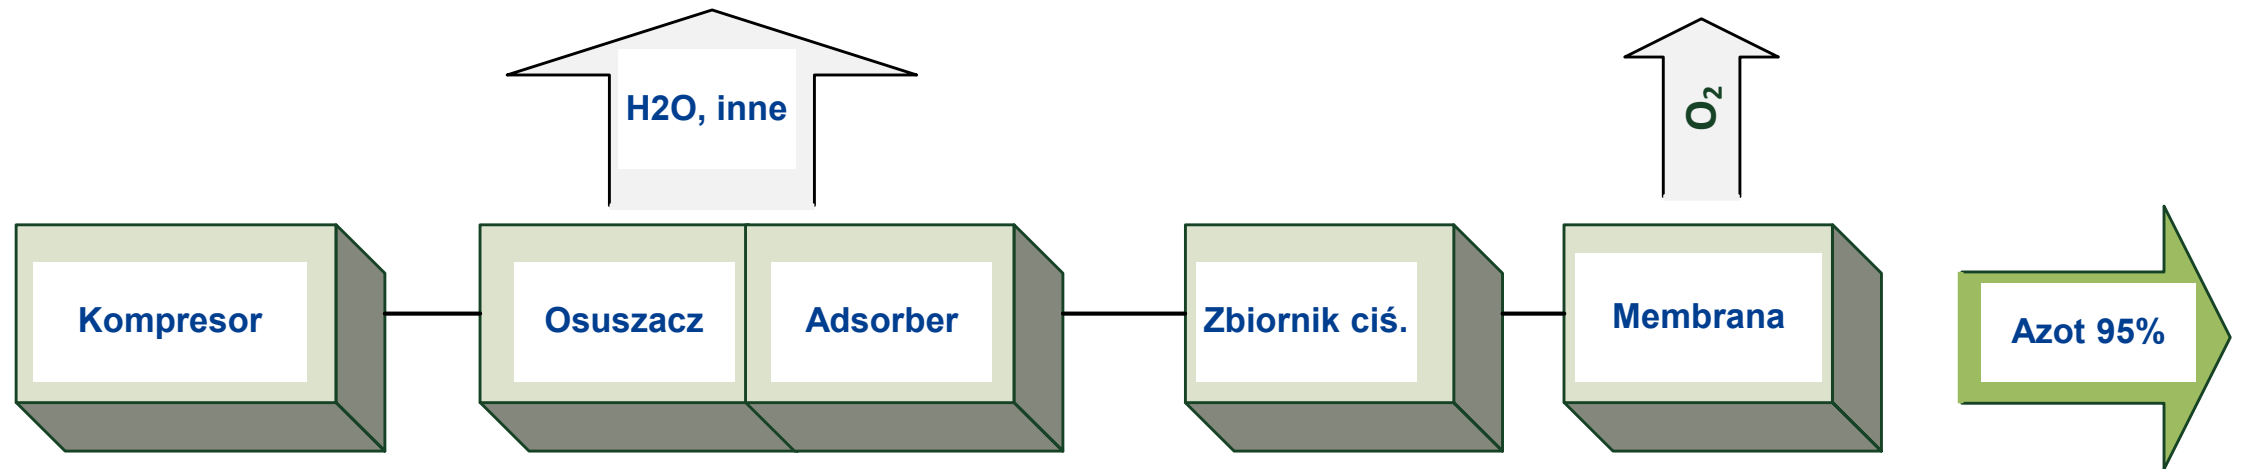 H2O, inne
O₂
Kompresor
Osuszacz
Adsorber
Zbiornik ciś.
Membrana
Azot 95%